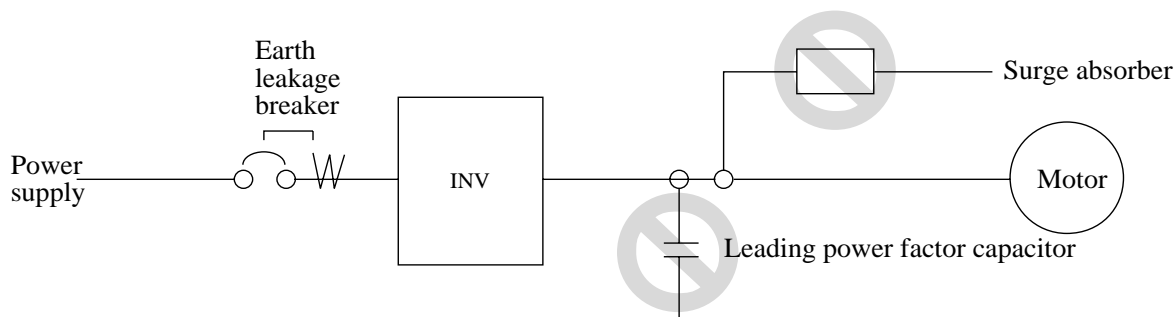 Earth
leakage
breaker
Surge absorber
Power
supply
INV
Motor
Leading power factor capacitor